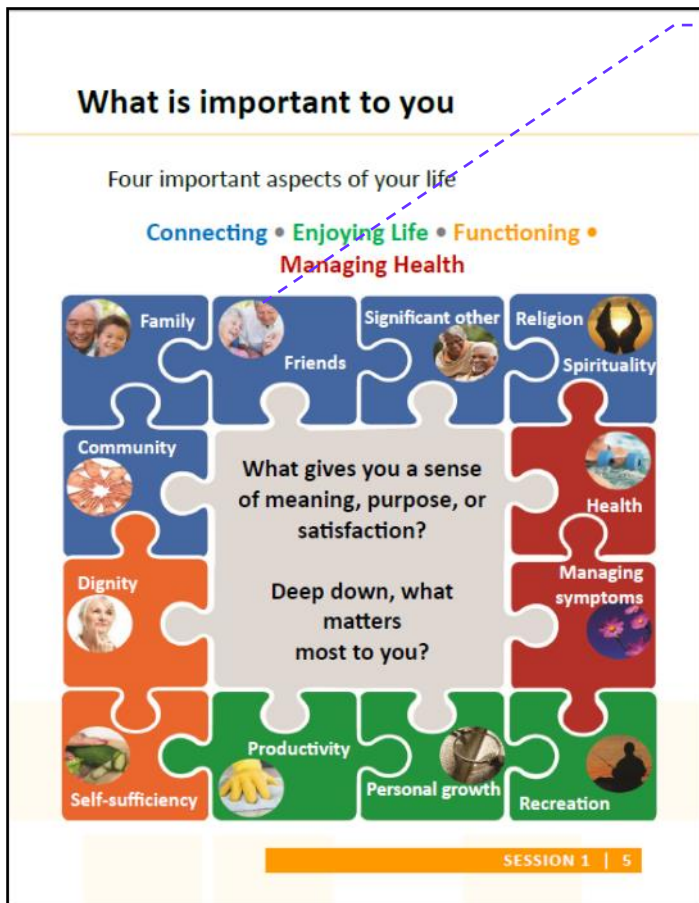 What is important to you
Four important aspects of your life
Connecting • Enjoying Life • Functioning •
Managing Health
Family
Friends
Significant other
Religion
Spirituality
Community
What gives you a sense
of meaning, purpose, or
satisfaction?
Health
Dignity
Deep down, what
matters
most to you?
Managing
symptoms
Self-sufficiency
Productivity
Personal growth
Recreation
SESSION 1 | 5